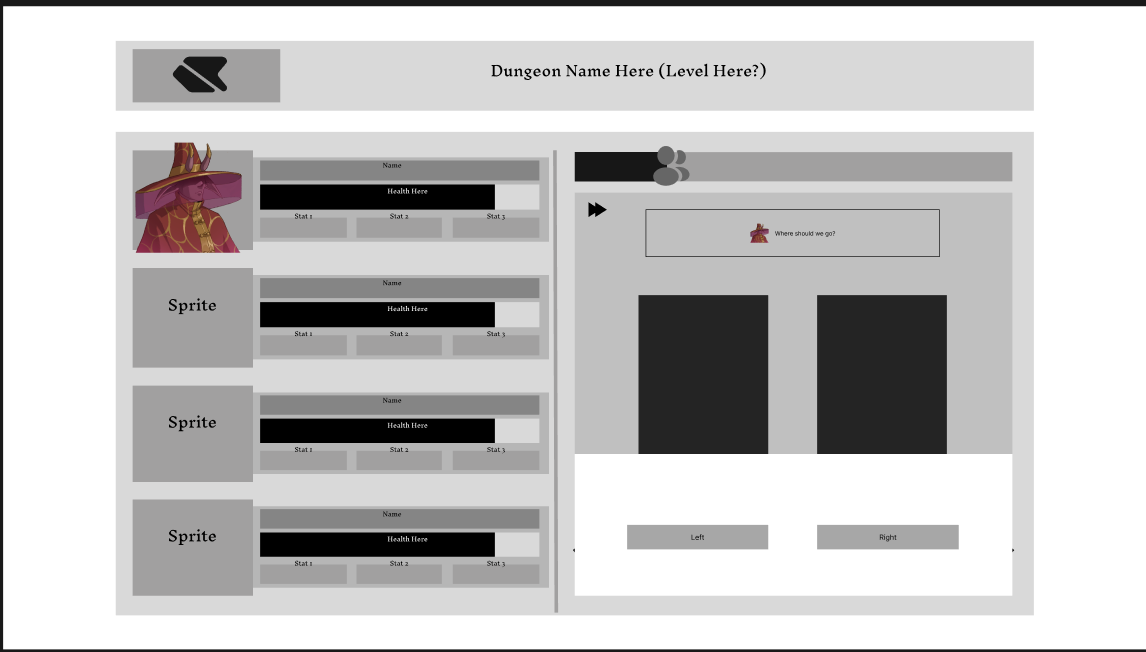 Dungeon Name Here (Level Here?)
Name
Health Here
Stat 1 Stat 2 Stat 3
Sprite
Name
Health Here
Stat 1 Stat 2 Stat 3
Sprite
Name
Health Here
Stat 1 Stat 2 Stat 3
Sprite
Name
Health Here
Stat 1 Stat 2 Stat 3
Where should we go?
Left
Right